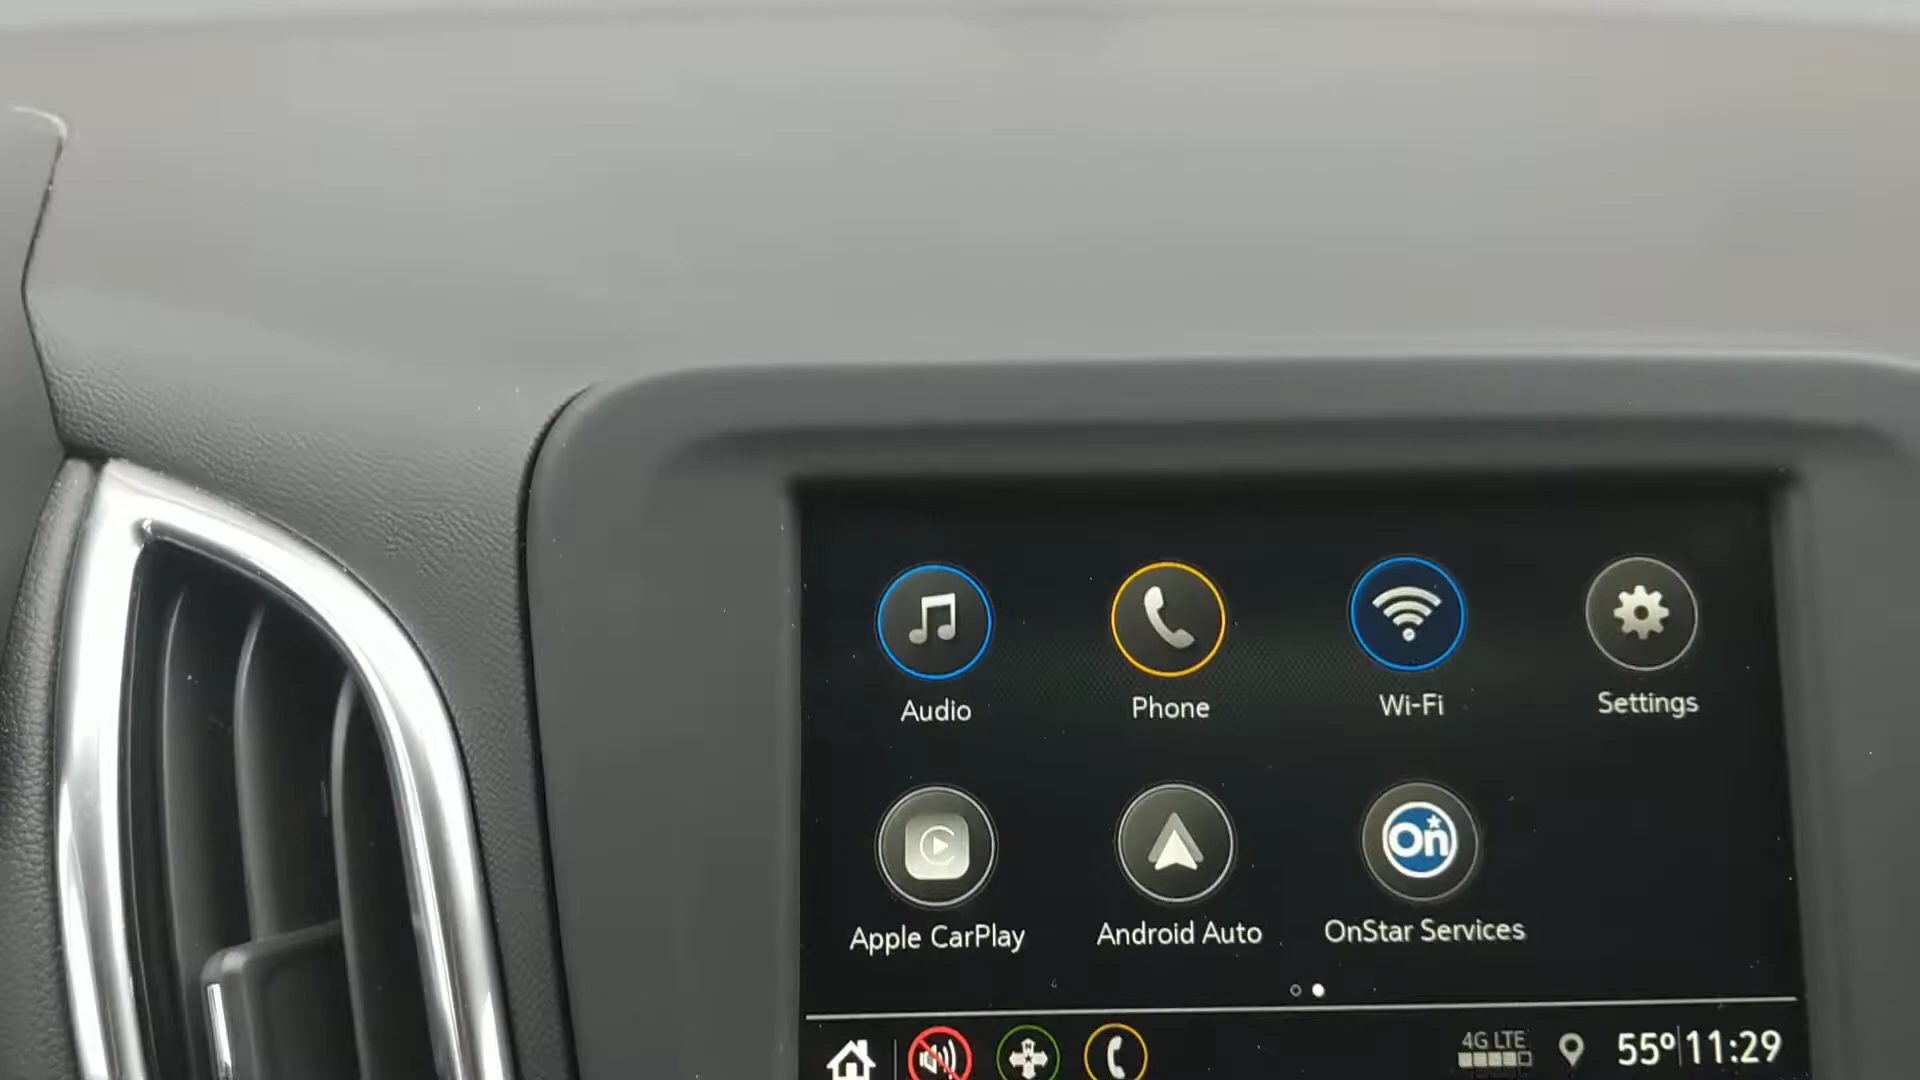 Audio Phone Wi-Fi Settings
On
Apple CarPlay Android Auto OnStar Services
4G LTE 55° 11:29